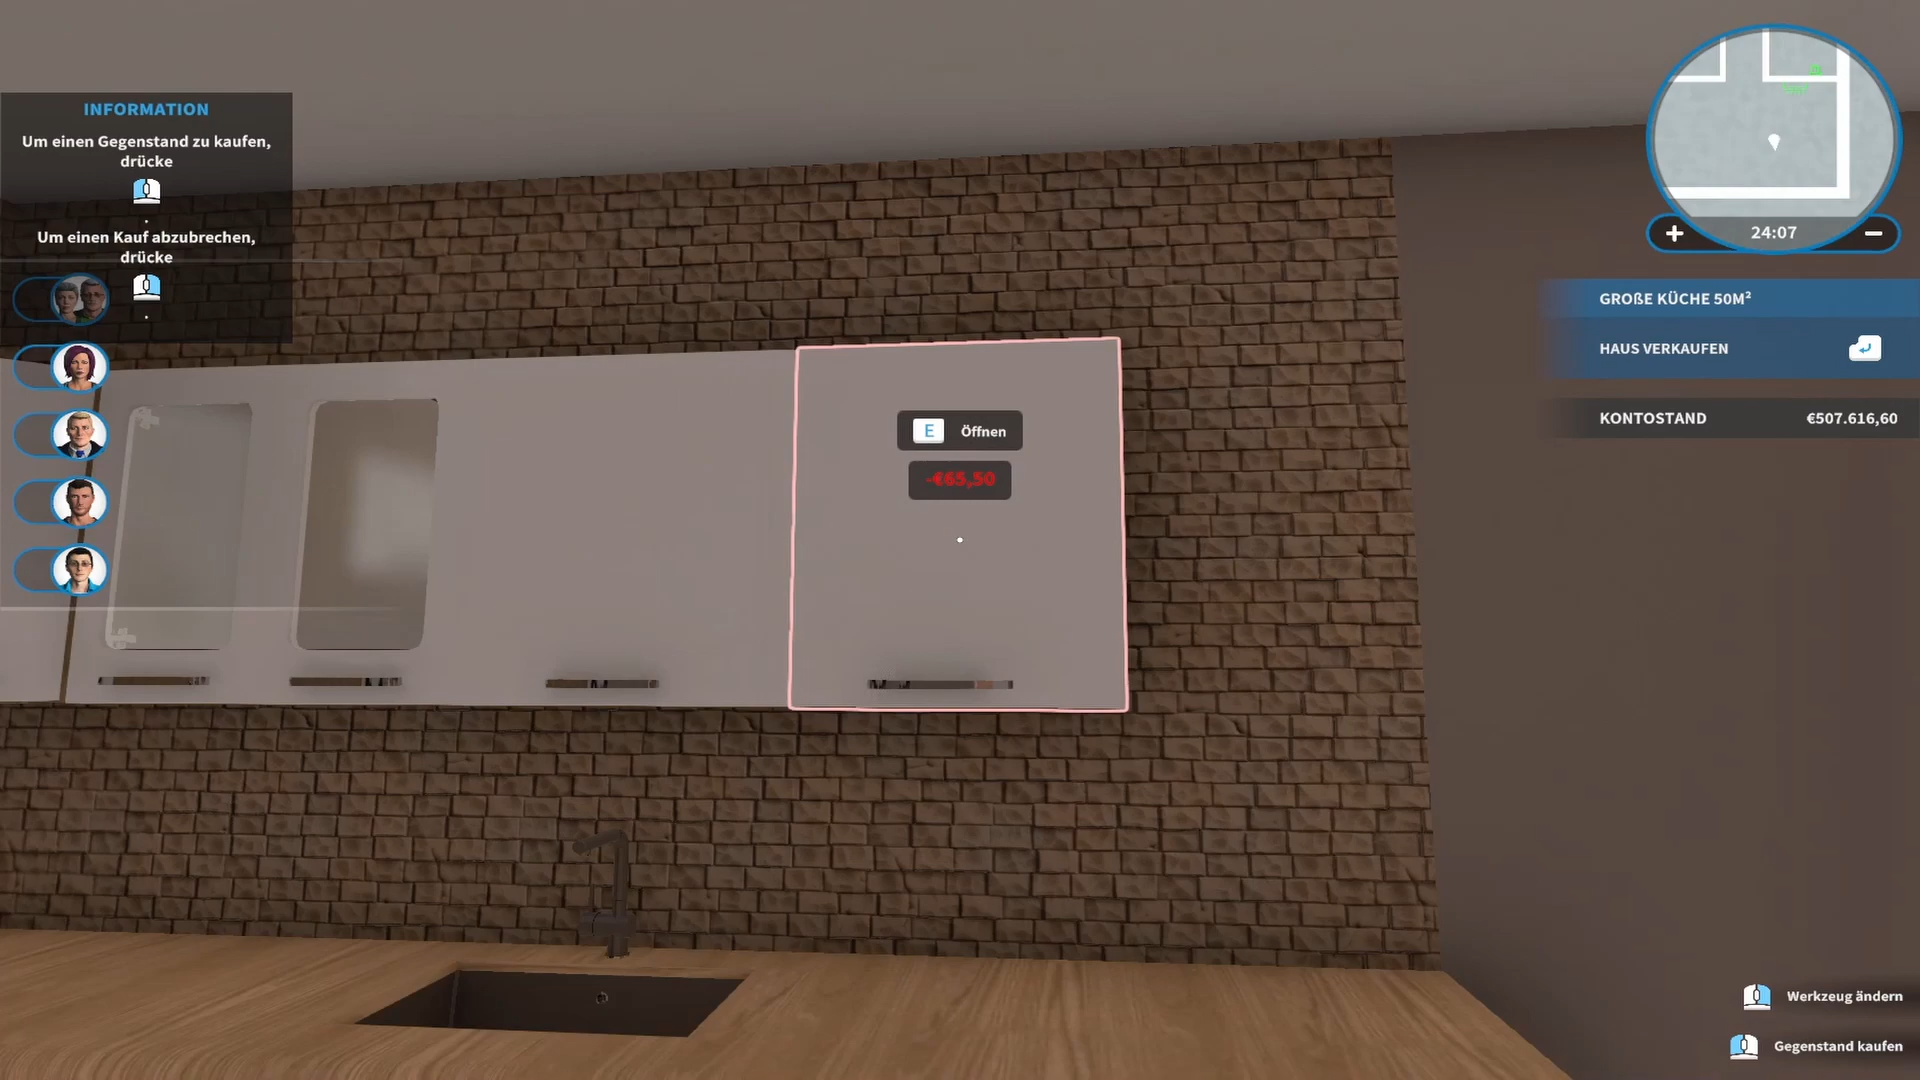 INFORMATION
Um einen Gegenstand zu kaufen,
drücke
.
Um einen Kauf abzubrechen,
drücke
.
E Öffnen
-€65,50
24:07
GROẞE KÜCHE 50M²
HAUS VERKAUFEN
KONTOSTAND €507.616,60
Werkzeug ändern
Gegenstand kaufen